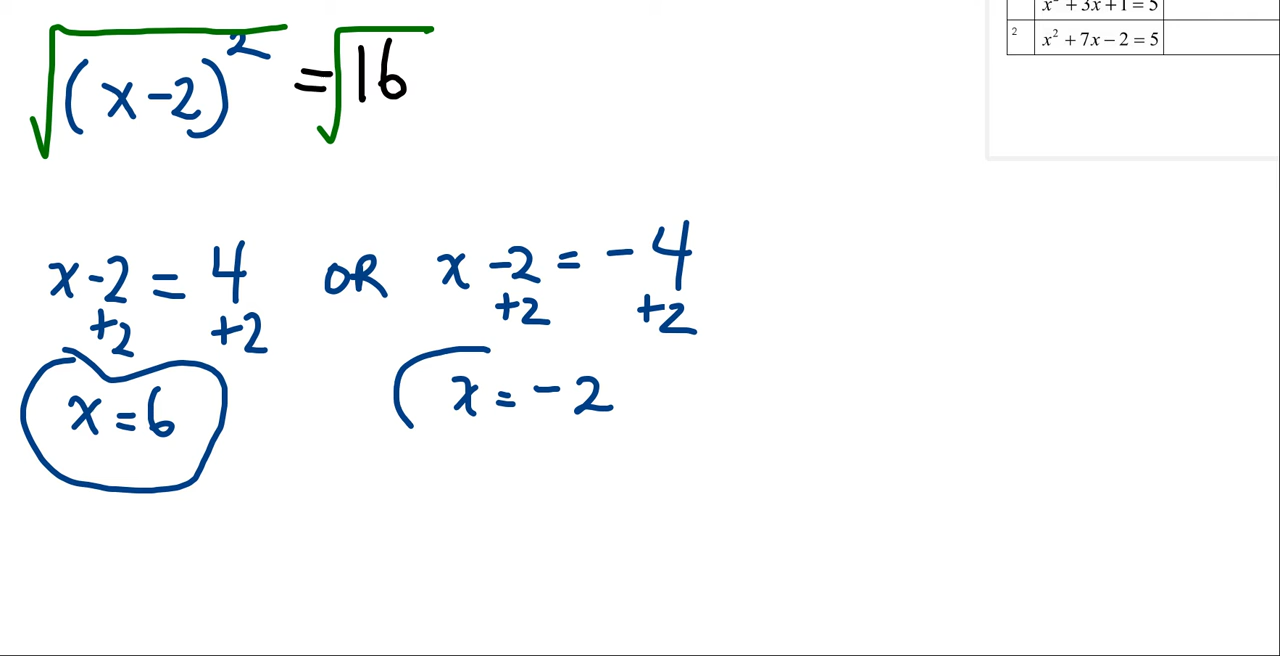 √(x-2)² = √16
x-2 = 4 OR x-2 = -4
+2 +2 +2 +2
x = 6 x = -2
x² + 3x + 1 = 5
2 x² + 7x − 2 = 5